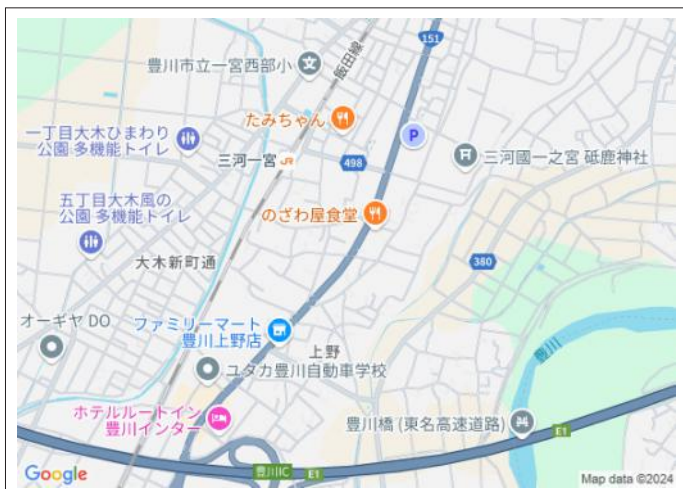 151
豊川市立一宮西部小
飯田線
たみちゃん
P
一丁目大木ひまわり
公園 多機能トイレ
三河一宮
JR
498
三河國一之宮 砥鹿神社
五丁目大木風の
公園 多機能トイレ
のざわ屋食堂
大木新町通
380
オーギヤ DO
ファミリーマート
豊川上野店
豊川
上野
ユタカ豊川自動車学校
ホテルルートイン
豊川インター
豊川橋 (東名高速道路)
E1
豊川IC
E1
Google
Map data ©2024